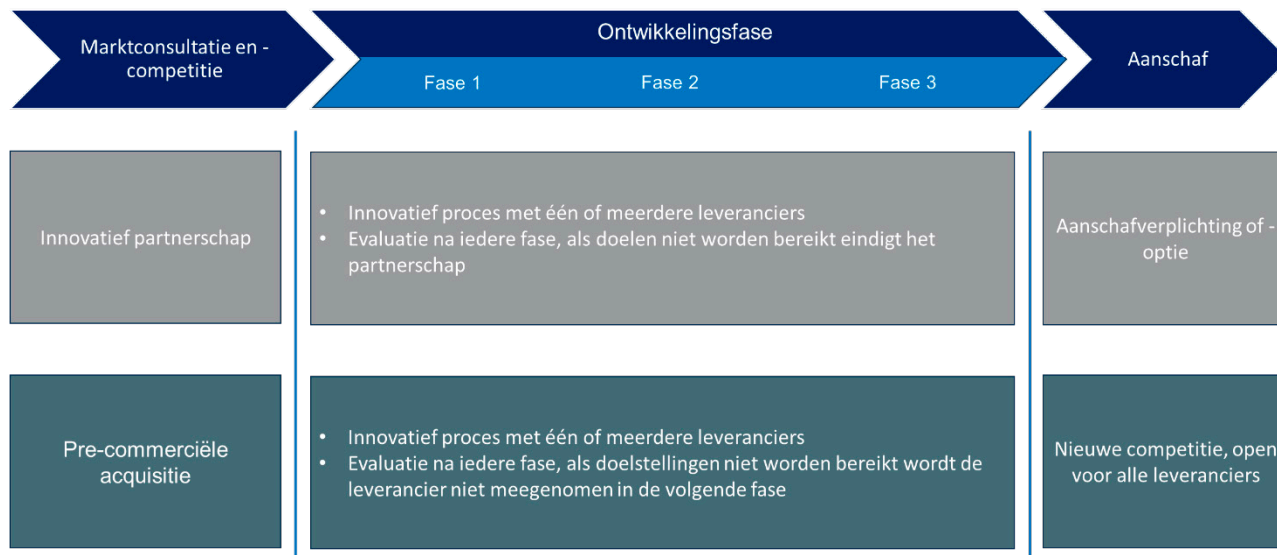 Marktconsultatie en -
competitie
Ontwikkelingsfase
Fase 1
Fase 2
Fase 3
Aanschaf
Innovatief partnerschap
• Innovatief proces met één of meerdere leveranciers
• Evaluatie na iedere fase, als doelen niet worden bereikt eindigt het
partnerschap
Aanschafverplichting of -
optie
Pre-commerciële
acquisitie
• Innovatief proces met één of meerdere leveranciers
• Evaluatie na iedere fase, als doelstellingen niet worden bereikt wordt de
leverancier niet meegenomen in de volgende fase
Nieuwe competitie, open
voor alle leveranciers